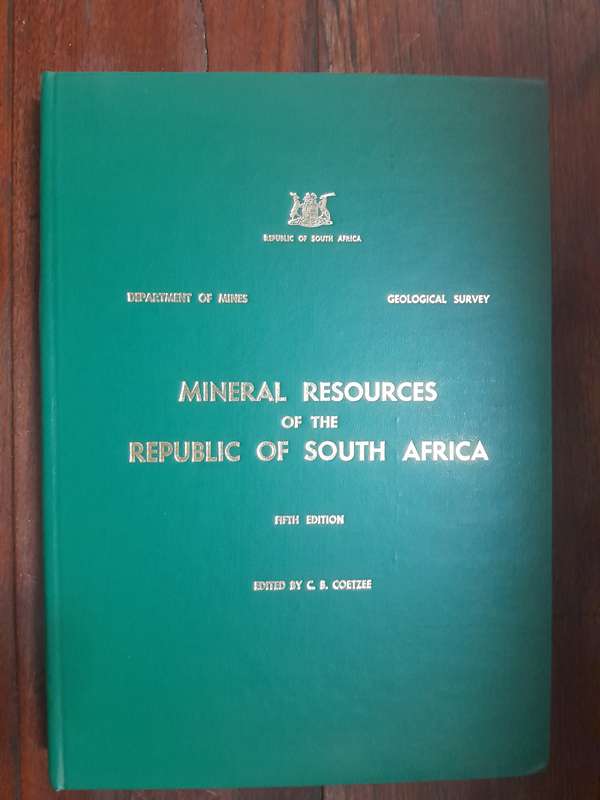 REPUBLIC OF SOUTH AFRICA
DEPARTMENT OF MINES GEOLOGICAL SURVEY
MINERAL RESOURCES
OF THE
REPUBLIC OF SOUTH AFRICA
FIFTH EDITION
EDITED BY C. B. COETZEE